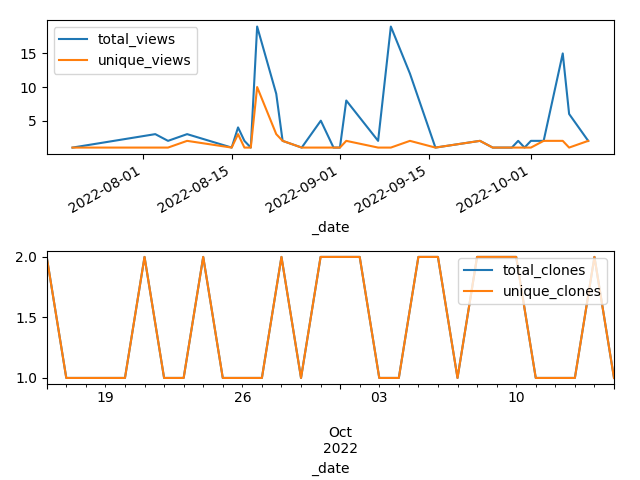 total_views
unique_views
15
10
5
2022-08-01
2022-08-15
2022-09-01
2022-09-15
2022-10-01
_date
2.0
1.5
1.0
total_clones
unique_clones
19
26
03
10
Oct
2022
_date